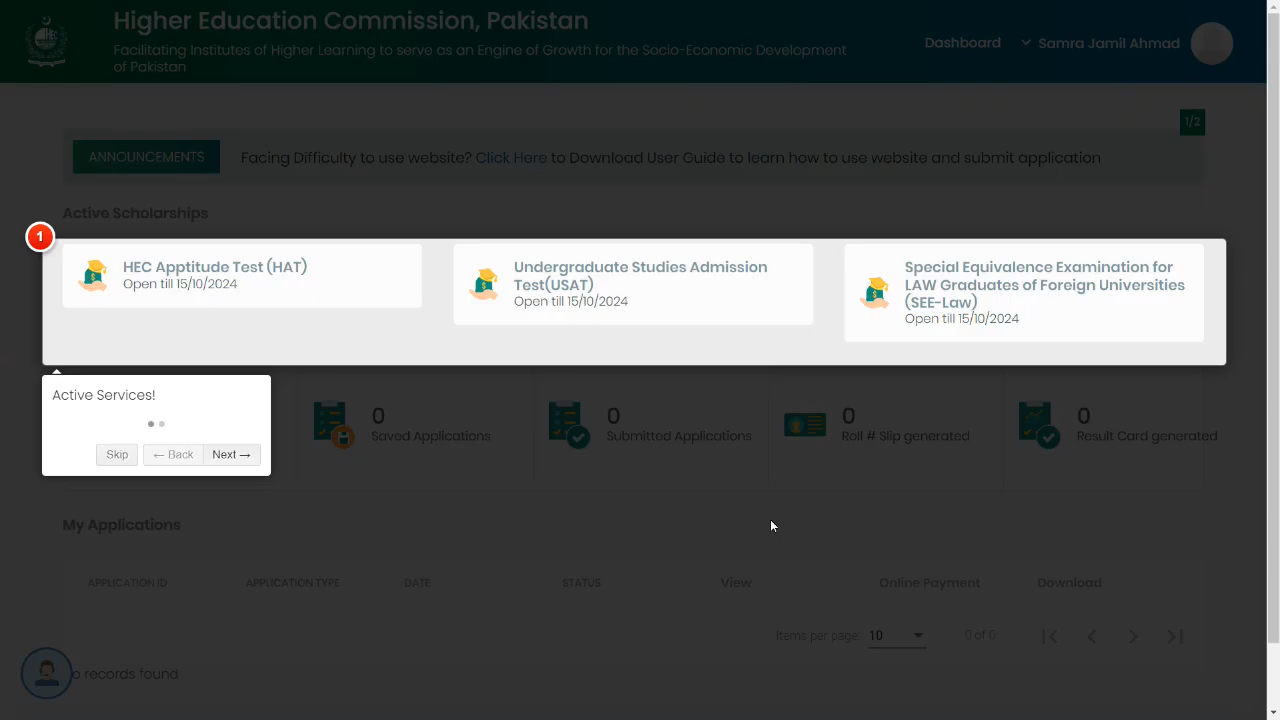 Higher Education Commission, Pakistan
Facilitating Institutes of Higher Learning to serve as an Engine of Growth for the Socio-Economic Development
of Pakistan
Dashboard
Samra Jamil Ahmad
1/2
ANNOUNCEMENTS
Facing Difficulty to use website? Click Here to Download User Guide to learn how to use website and submit application
Active Scholarships
1
HEC Apptitude Test (HAT)
Open till 15/10/2024
Undergraduate Studies Admission
Test(USAT)
Open till 15/10/2024
Special Equivalence Examination for
LAW Graduates of Foreign Universities
(SEE-Law)
Open till 15/10/2024
Active Services!
Skip
← Back
Next →
0
Saved Applications
0
Submitted Applications
0
Roll # Slip generated
0
Result Card generated
My Applications
APPLICATION ID
APPLICATION TYPE
DATE
STATUS
View
Online Payment
Download
Items per page:
10
0 of 0
o records found